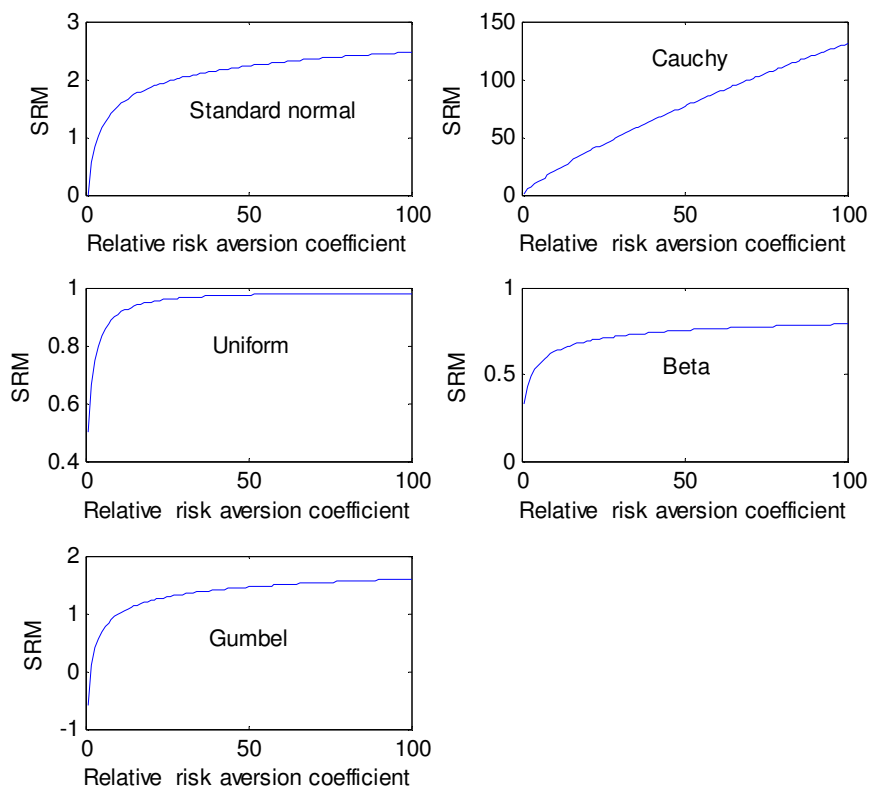 3
2
1
0
SRM
Standard normal
0
50
100
Relative risk aversion coefficient
150
100
50
0
SRM
Cauchy
0
50
100
Relative  risk aversion coefficient
1
0.8
0.6
0.4
SRM
Uniform
0
50
100
Relative  risk aversion coefficient
1
0.5
0
SRM
Beta
0
50
100
Relative  risk aversion coefficient
2
1
0
-1
SRM
Gumbel
0
50
100
Relative  risk aversion coefficient